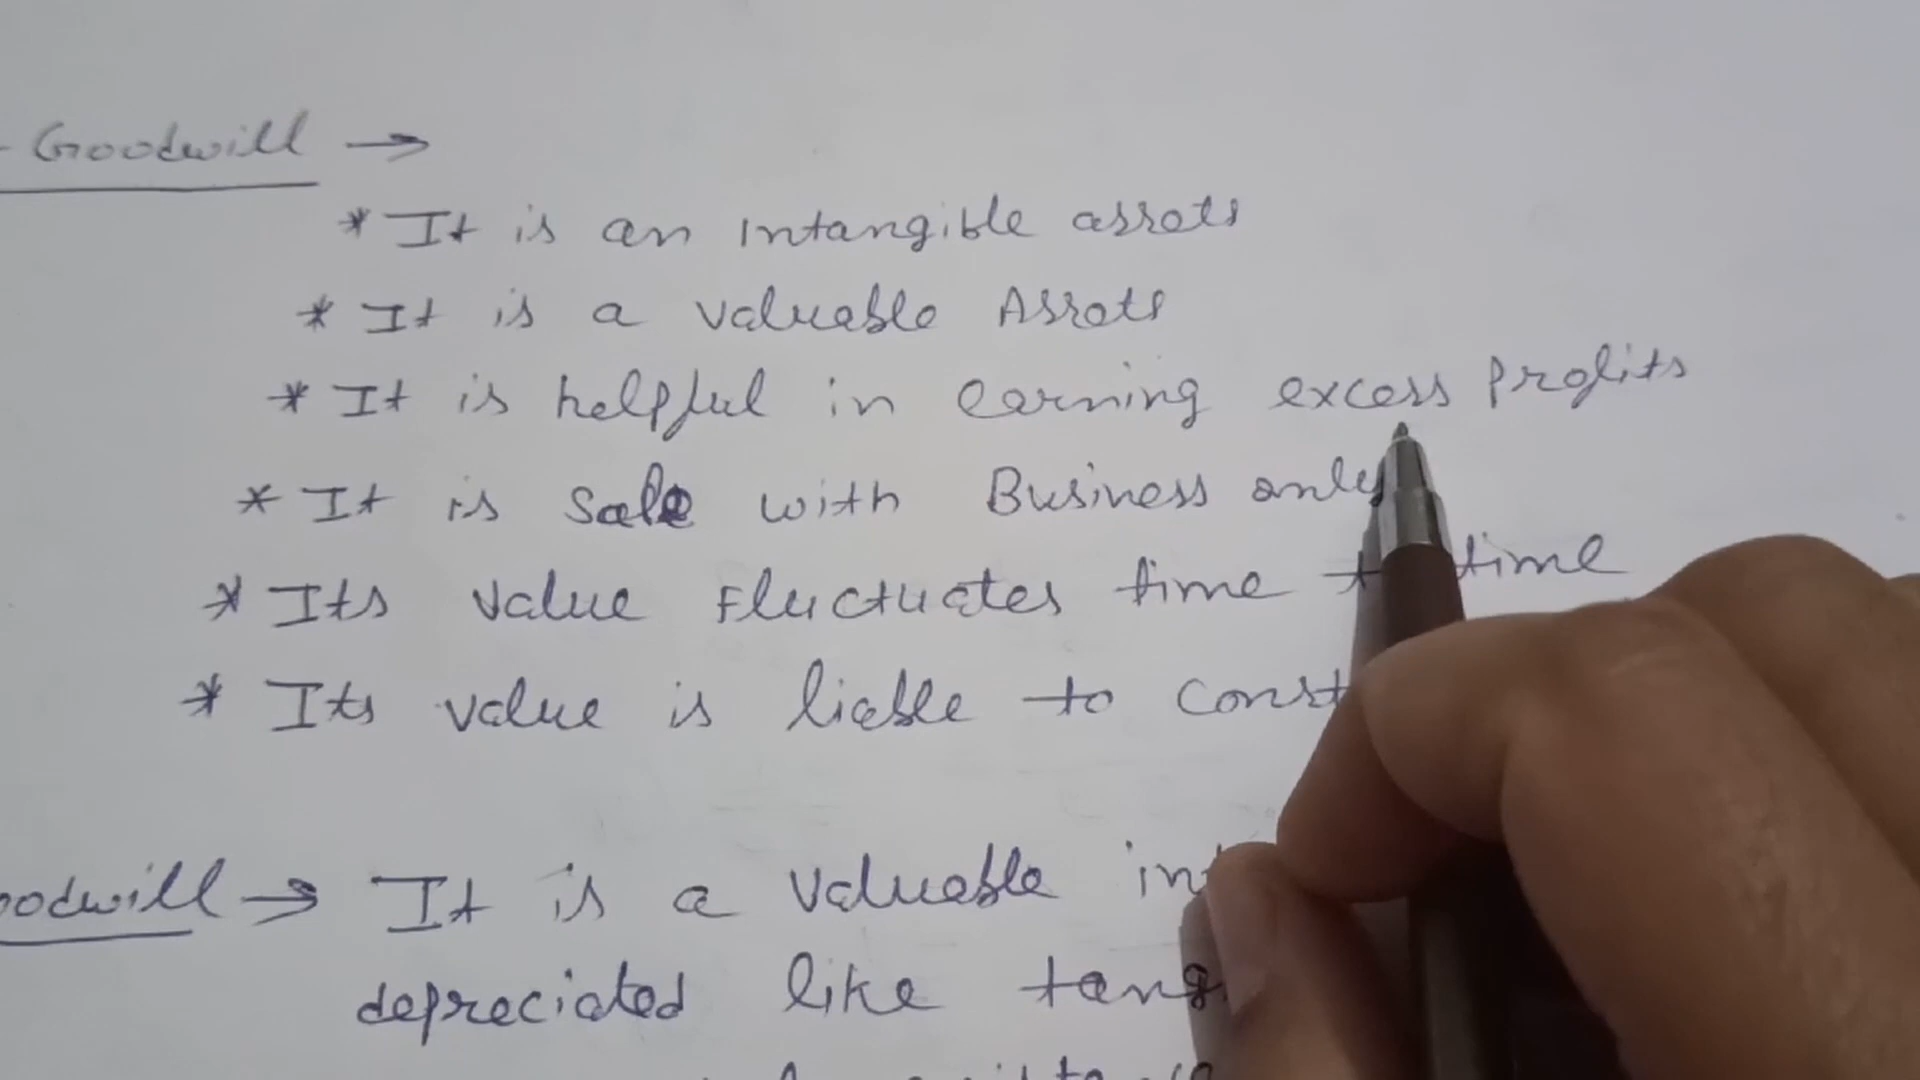 - Goodwill →
* It is an Intangible assets
* It is a valuable Assets
* It is helpful in earning excess Profits
* It is Sale with Business only
* Its value Fluctuates time time
* Its value is liable to
→ It is a valuable
depreciated like